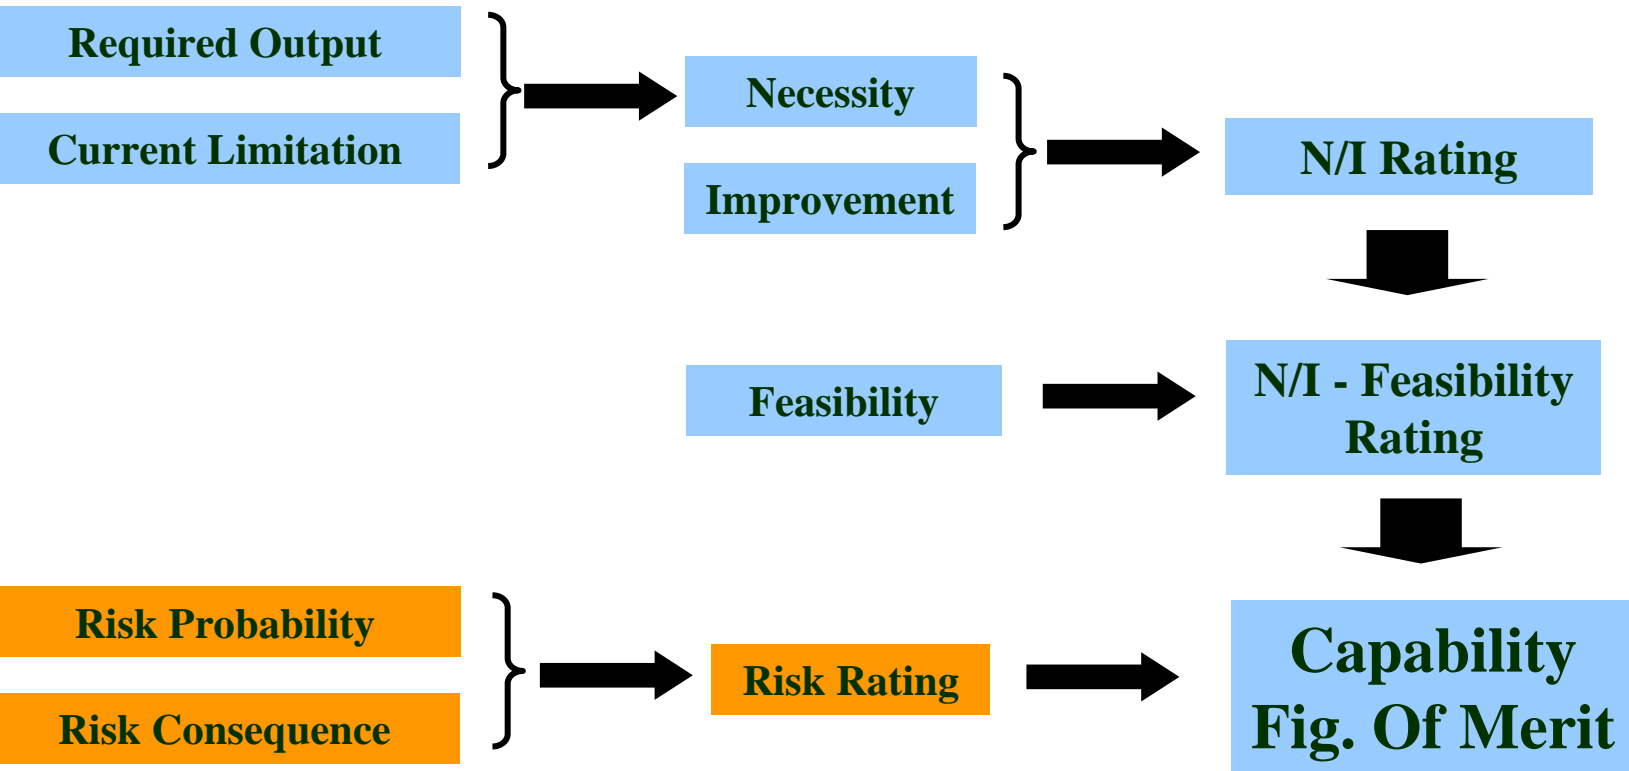 Required Output
Current Limitation
Necessity
Improvement
N/I Rating
Feasibility
N/I - Feasibility
Rating
Risk Probability
Risk Consequence
Risk Rating
Capability
Fig. Of Merit